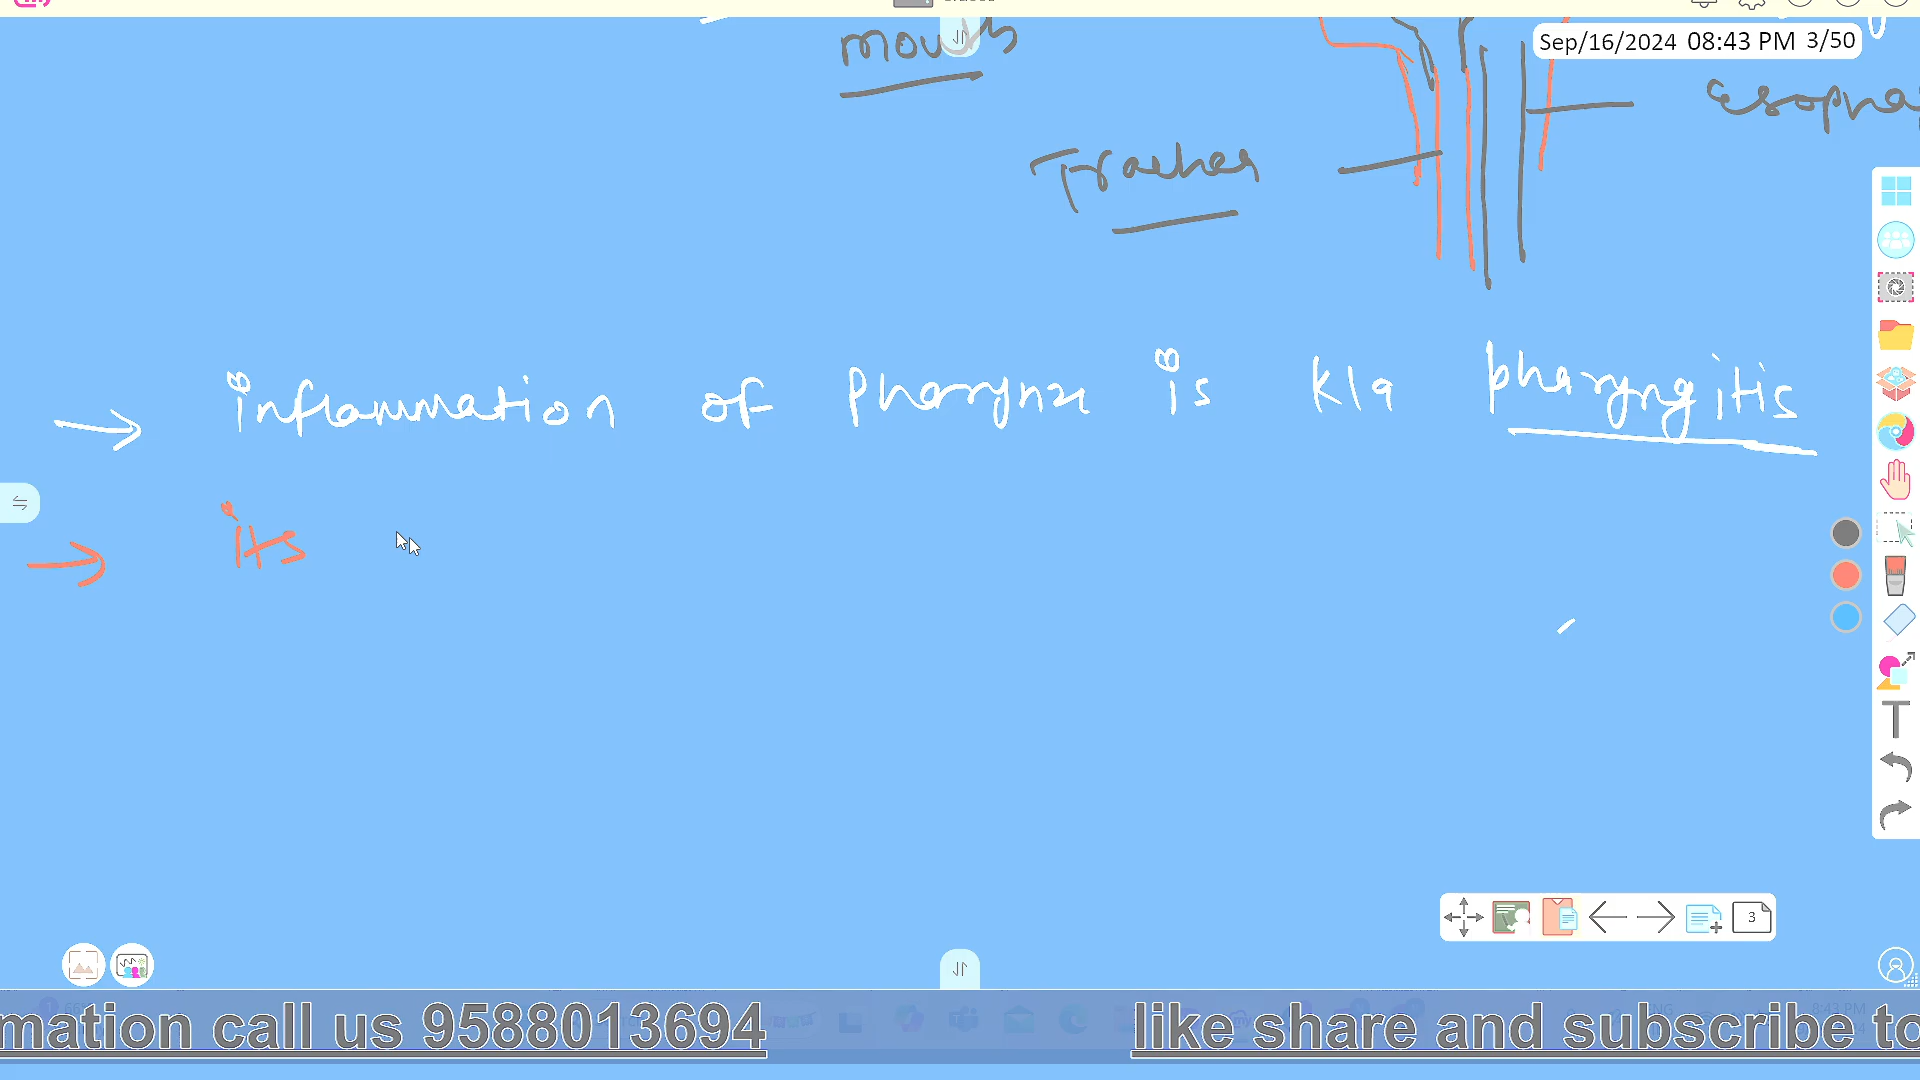 mouth
Sep/16/2024 08:43 PM 3/50
Trachea
→ inflammation of Pharynx is k/a pharyngitis
→ its
T
3
mation call us 9588013694
like share and subscribe to